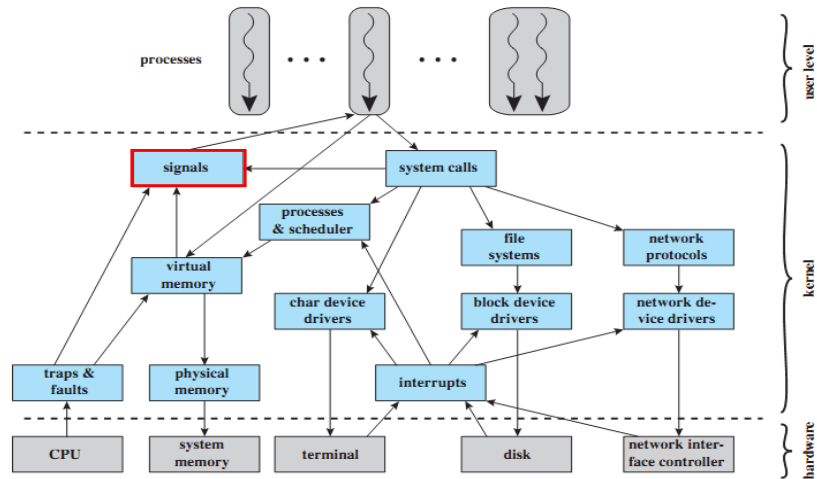 processes
user level
signals
system calls
processes
& scheduler
file
systems
network
protocols
virtual
memory
char device
drivers
block device
drivers
network de-
vice drivers
kernel
traps &
faults
physical
memory
interrupts
CPU
system
memory
terminal
disk
network inter-
face controller
hardware